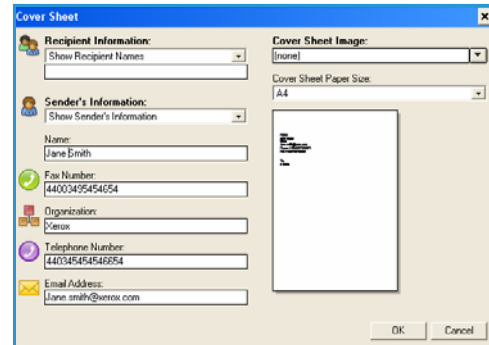 Cover Sheet
Recipient Information:
Show Recipient Names
Sender's Information:
Show Sender's Information
Name:
Jane Smith
Fax Number:
44003495454654
Organization:
Xerox
Telephone Number:
440345454546654
Email Address:
Jane.smith@xerox.com
Cover Sheet Image:
(none)
Cover Sheet Paper Size:
A4
OK
Cancel